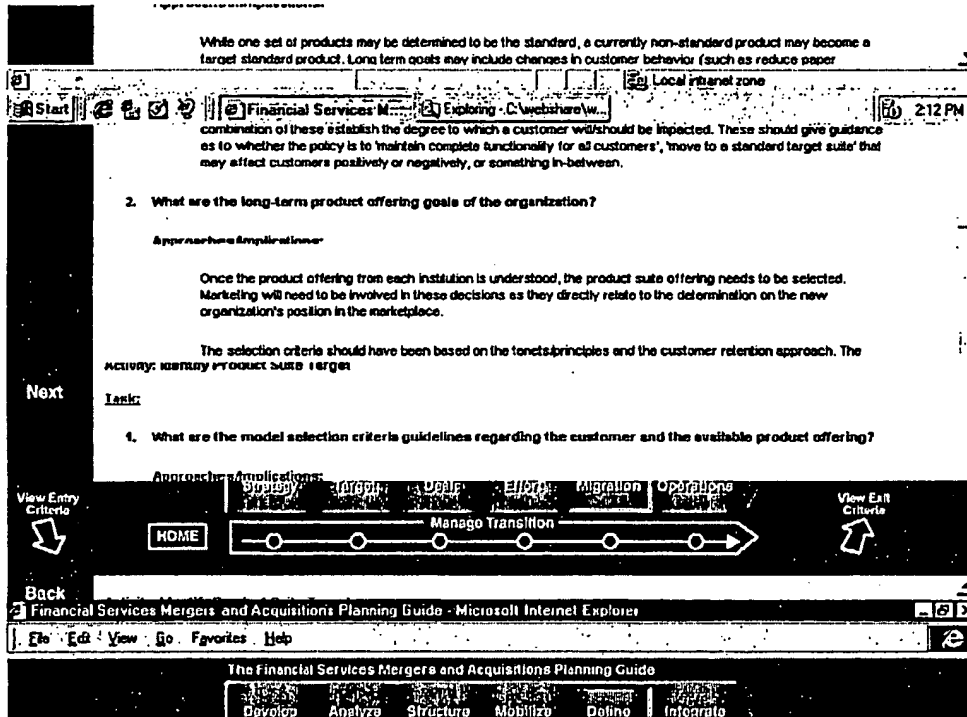 While one set of products may be determined to be the standard, a currently non-standard product may become a
target standard product. Long term goals may include changes in customer behavior (such as reduce paper
Local intranet zone
Start Financial Services M... Exploring - C:\webshare\w... 2:12 PM
combination of these establish the degree to which a customer will/should be impacted. These should give guidance
as to whether the policy is to 'maintain complete functionality for all customers', 'move to a standard target suite' that
may affect customers positively or negatively, or something in-between.
2. What are the long-term product offering goals of the organization?
Approaches/Implications:
Once the product offering from each institution is understood, the product suite offering needs to be selected.
Marketing will need to be involved in these decisions as they directly relate to the determination on the new
organization's position in the marketplace.
The selection criteria should have been based on the tenets/principles and the customer retention approach. The
Activity: Identify Product Suite Target
Next
Task:
1. What are the model selection criteria guidelines regarding the customer and the available product offering?
Approaches/Implications:
Strategy Target Deals Effort Migration Operations
View Entry
Criteria
View Exit
Criteria
Manage Transition
HOME
Back
Financial Services Mergers and Acquisitions Planning Guide - Microsoft Internet Explorer
File Edit View Go Favorites Help
The Financial Services Mergers and Acquisitions Planning Guide
Develop Analyze Structure Mobilize Define Integrate